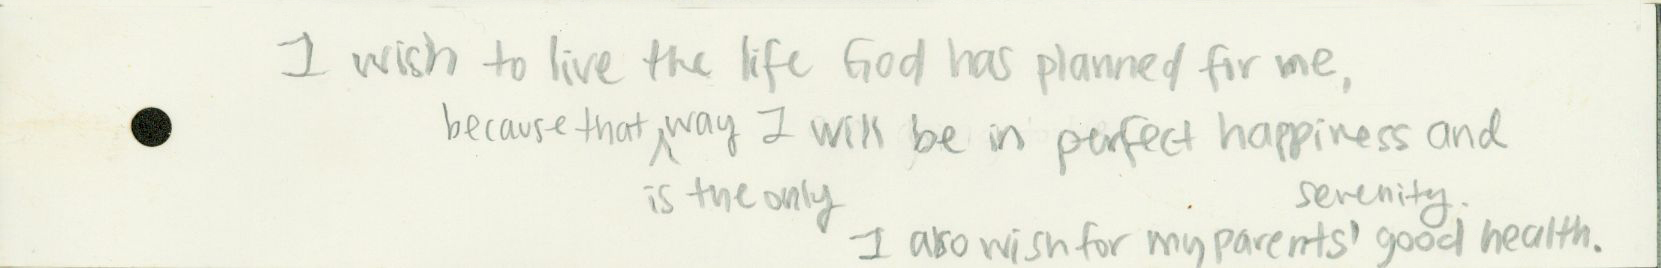 I wish to live the life God has planned for me,
because that ^ way I will be in perfect happiness and
is the only
serenity.
I also wish for my parents' good health.